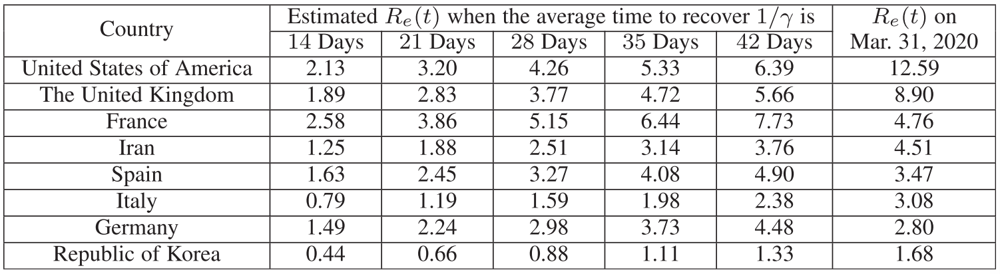 Country Estimated Re(t) when the average time to recover 1/γ is Re(t) on
14 Days 21 Days 28 Days 35 Days 42 Days Mar. 31, 2020
United States of America 2.13 3.20 4.26 5.33 6.39 12.59
The United Kingdom 1.89 2.83 3.77 4.72 5.66 8.90
France 2.58 3.86 5.15 6.44 7.73 4.76
Iran 1.25 1.88 2.51 3.14 3.76 4.51
Spain 1.63 2.45 3.27 4.08 4.90 3.47
Italy 0.79 1.19 1.59 1.98 2.38 3.08
Germany 1.49 2.24 2.98 3.73 4.48 2.80
Republic of Korea 0.44 0.66 0.88 1.11 1.33 1.68